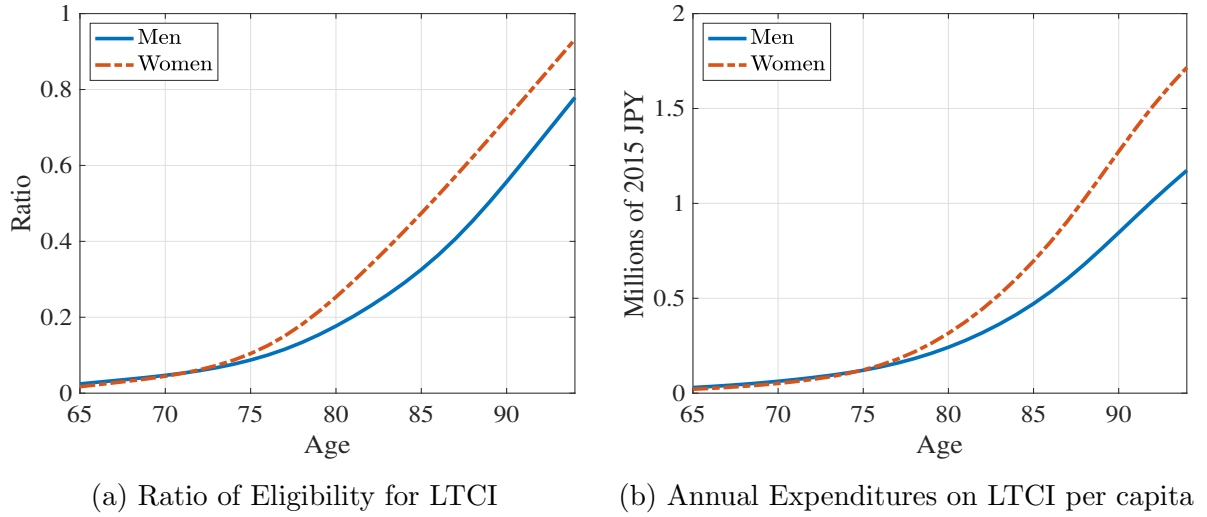 1
0.8
0.6
0.4
0.2
0
Ratio
Men
Women
65
70
75
80
85
90
Age
(a) Ratio of Eligibility for LTCI
2
1.5
1
0.5
0
Millions of 2015 JPY
Men
Women
65
70
75
80
85
90
Age
(b) Annual Expenditures on LTCI per capita